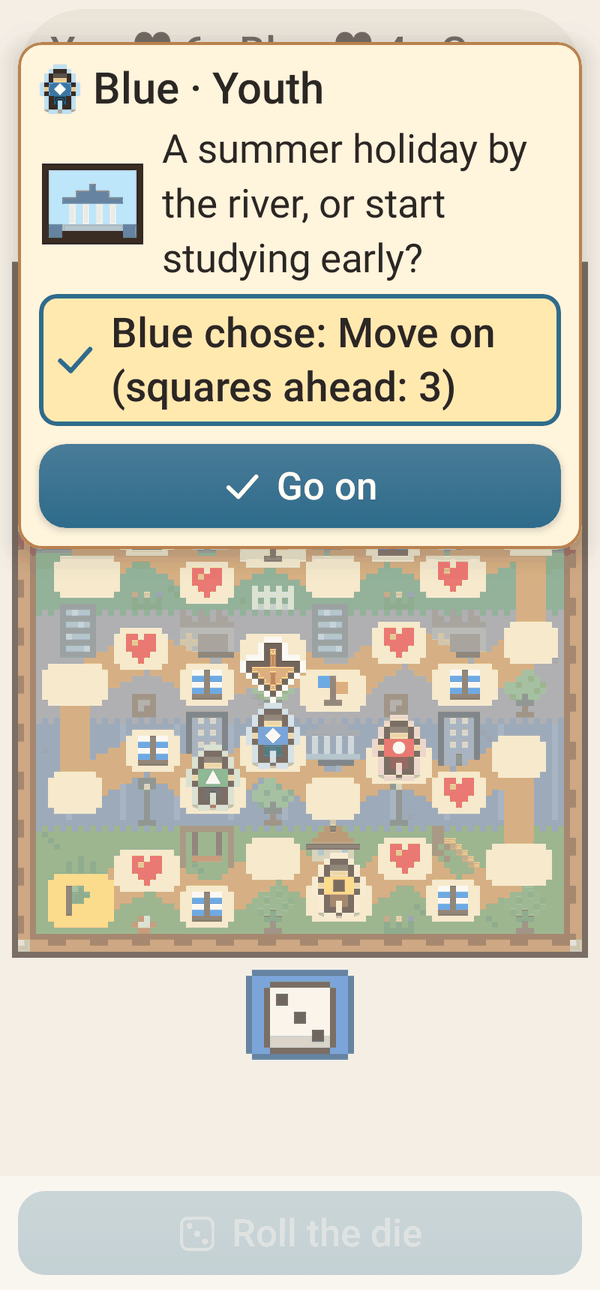 Blue · Youth
A summer holiday by
the river, or start
studying early?
Blue chose: Move on
(squares ahead: 3)
Go on
Roll the die